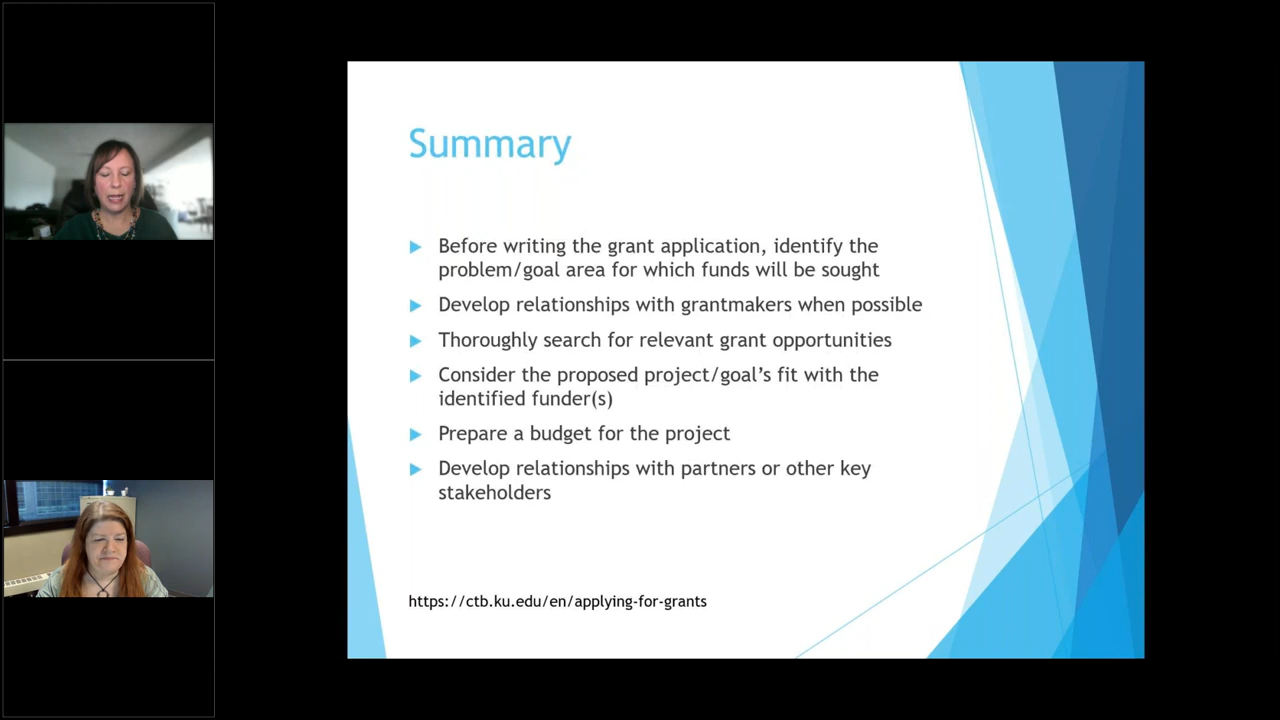 Summary
Before writing the grant application, identify the
problem/goal area for which funds will be sought
Develop relationships with grantmakers when possible
Thoroughly search for relevant grant opportunities
Consider the proposed project/goal’s fit with the
identified funder(s)
Prepare a budget for the project
Develop relationships with partners or other key
stakeholders
https://ctb.ku.edu/en/applying-for-grants